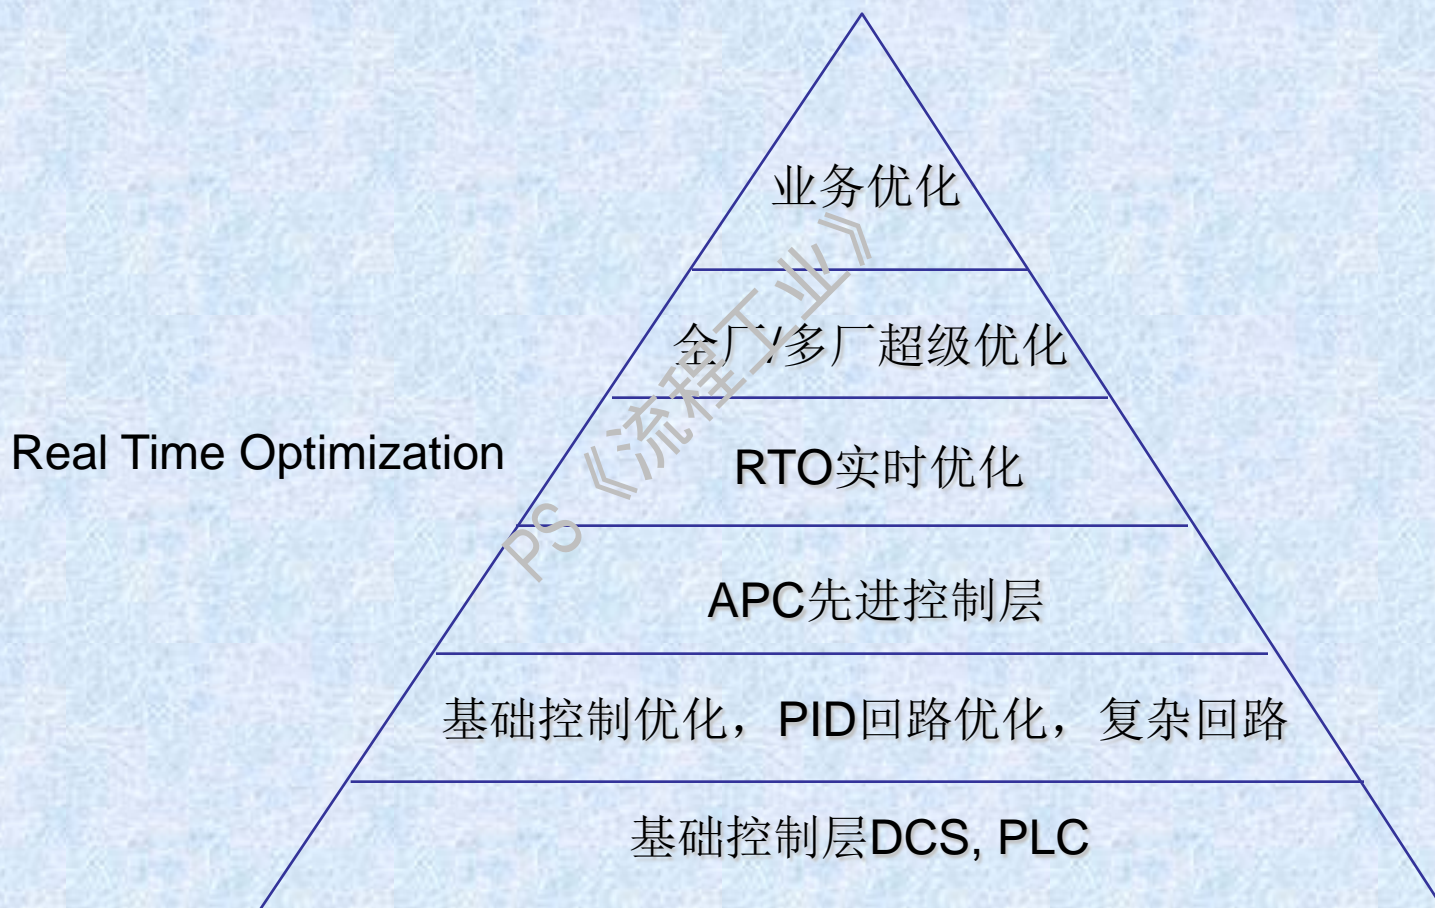 业务优化
全厂/多厂超级优化
Real Time Optimization
RTO实时优化
APC先进控制层
基础控制优化，PID回路优化，复杂回路
基础控制层DCS, PLC
PS《流程工业》